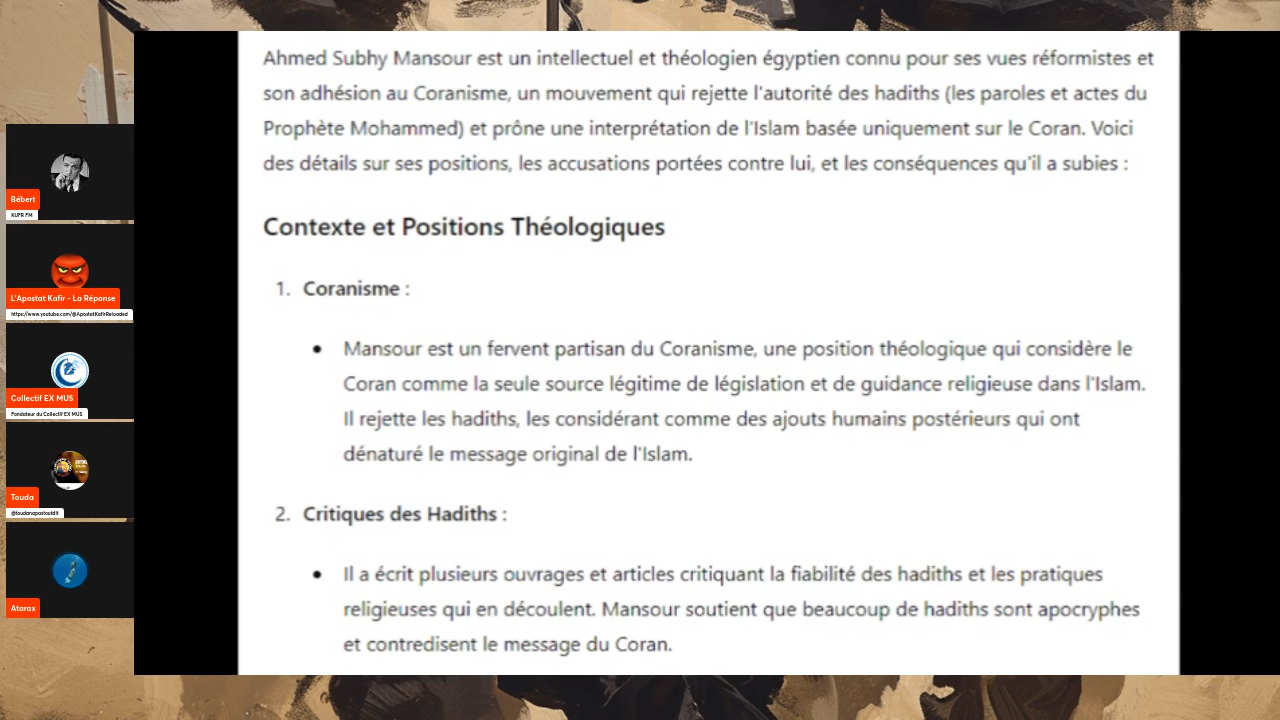 Bébert
KUFR FM
L'Apostat Kafir - La Réponse
https://www.youtube.com/@ApostatKafirReloaded
Collectif EX MUS
Fondateur du Collectif EX MUS
Touda
@toudanapostoufdit
Atarax
Ahmed Subhy Mansour est un intellectuel et théologien égyptien connu pour ses vues réformistes et
son adhésion au Coranisme, un mouvement qui rejette l'autorité des hadiths (les paroles et actes du
Prophète Mohammed) et prône une interprétation de l'Islam basée uniquement sur le Coran. Voici
des détails sur ses positions, les accusations portées contre lui, et les conséquences qu'il a subies :
Contexte et Positions Théologiques
1. Coranisme :
• Mansour est un fervent partisan du Coranisme, une position théologique qui considère le
Coran comme la seule source légitime de législation et de guidance religieuse dans l'Islam.
Il rejette les hadiths, les considérant comme des ajouts humains postérieurs qui ont
dénaturé le message original de l'Islam.
2. Critiques des Hadiths :
• Il a écrit plusieurs ouvrages et articles critiquant la fiabilité des hadiths et les pratiques
religieuses qui en découlent. Mansour soutient que beaucoup de hadiths sont apocryphes
et contredisent le message du Coran.